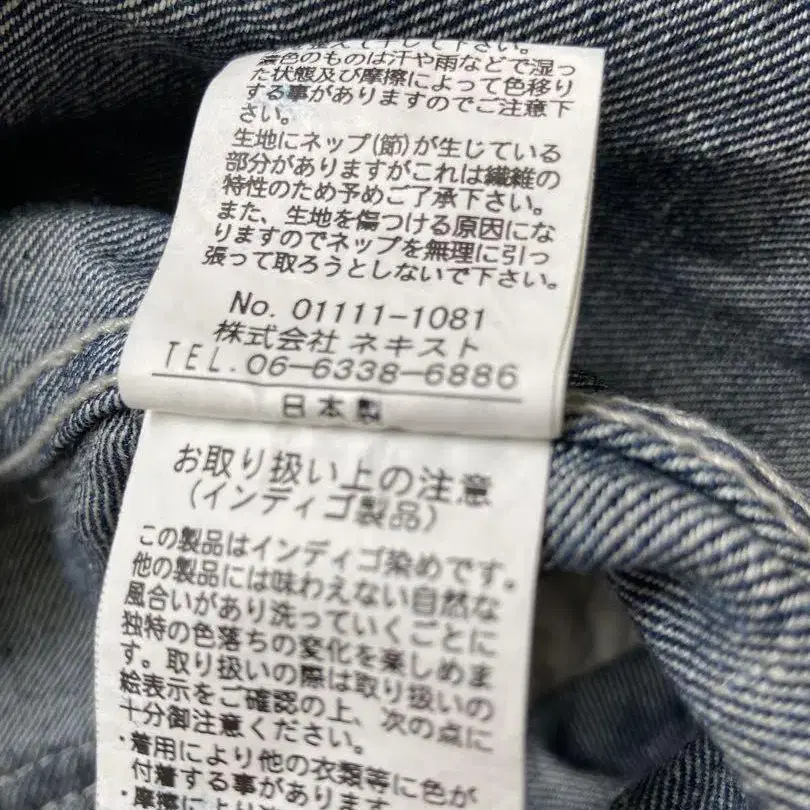 整えて干して下さい。
濃色のものは汗や雨などで湿っ
た状態及び摩擦によって色移り
する事がありますのでご注意下
さい。
生地にネップ(節)が生じている
部分がありますがこれは繊維の
特性のため予めご了承下さい。
また、生地を傷つける原因にな
りますのでネップを無理に引っ
張って取ろうとしないで下さい。
No. 01111-1081
株式会社 ネキスト
TEL. 06-6338-6886
日本製
お取り扱い上の注意
(インディゴ製品)
この製品はインディゴ染めです。
他の製品には味わえない自然な
風合いがあり洗っていくごとに
独特の色落ちの変化を楽しめま
す。取り扱いの際は取り扱いの
絵表示をご確認の上、次の点に
十分御注意ください。
・着用により他の衣類等に色が
付着する事があります
・摩擦により